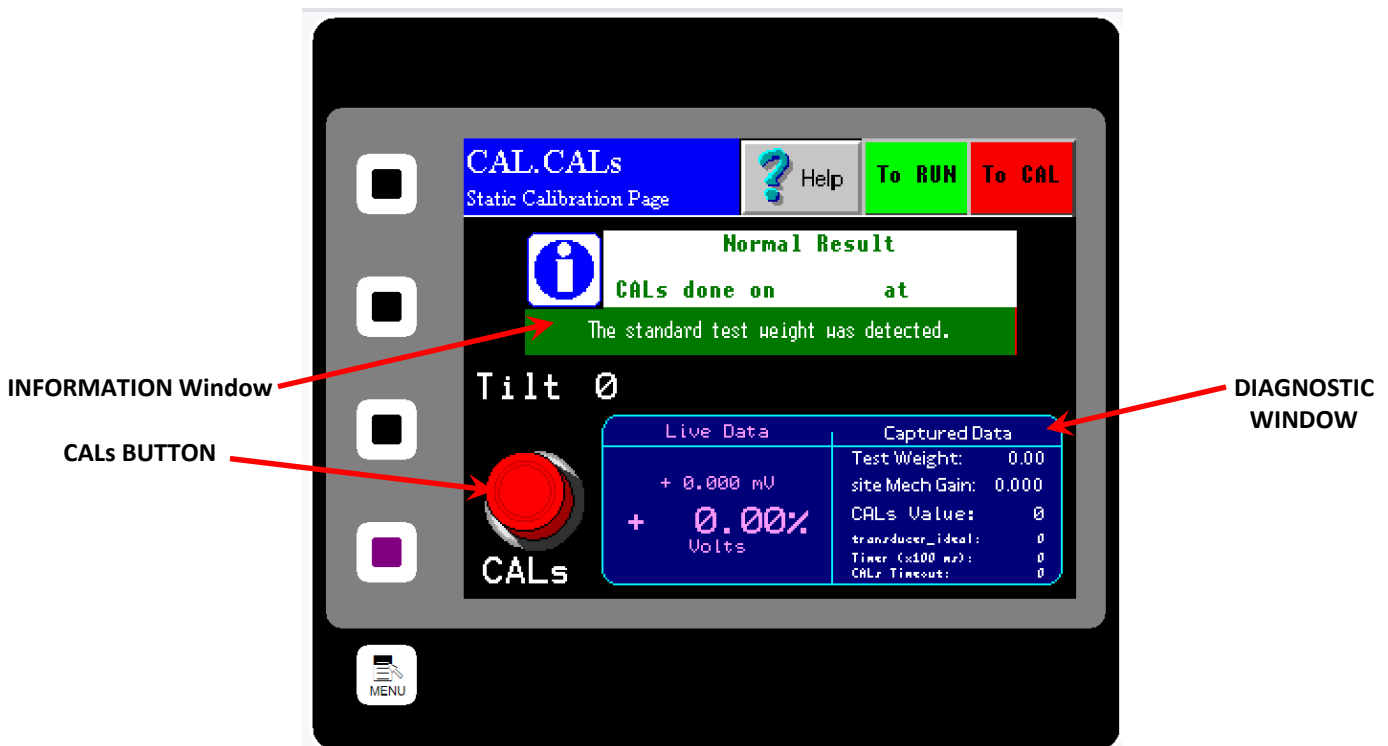 CAL.CALs
Static Calibration Page
Help
To RUN
To CAL
Normal Result
CALs done on at
The standard test weight was detected.
INFORMATION Window
Tilt 0
DIAGNOSTIC
WINDOW
CALs BUTTON
Live Data
Captured Data
+ 0.000 mV
+ 0.00%
Volts
Test Weight: 0.00
site Mech Gain: 0.000
CALs Value: 0
transducer_ideal: 0
Timer (x100 ms): 0
CALs Timeout: 0
CALs
MENU